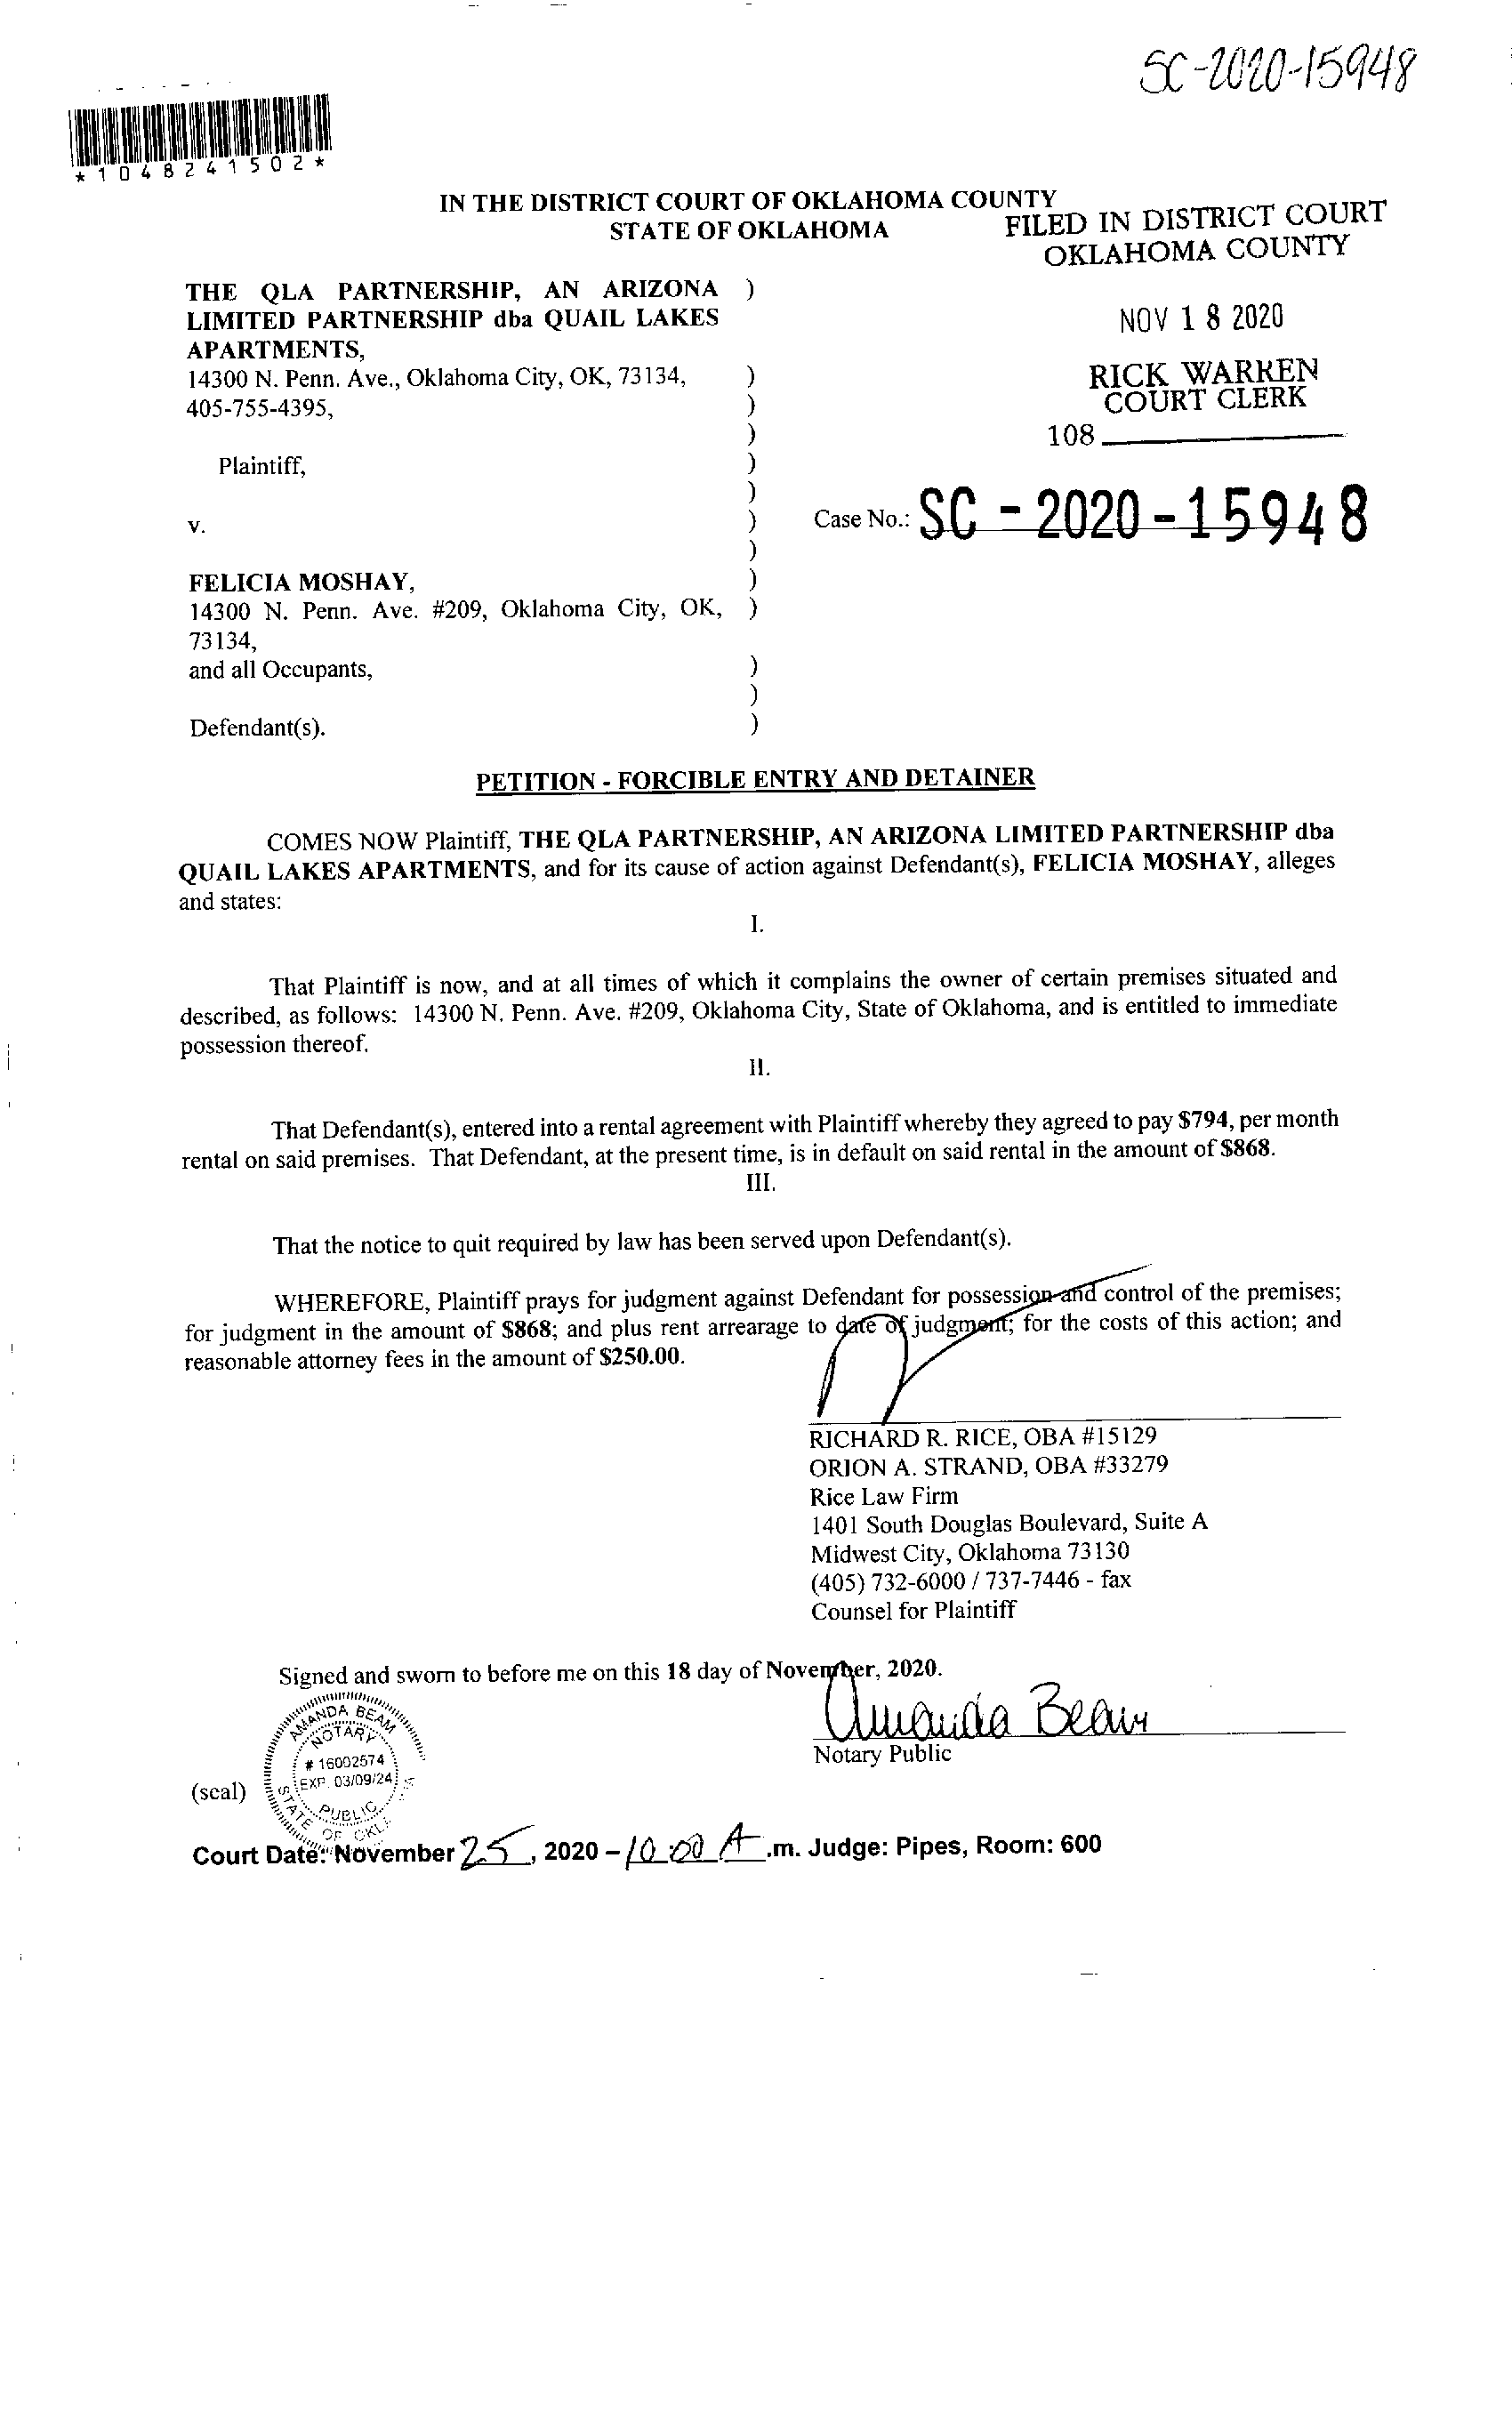 SC-2020-15948
*1048241502*
IN THE DISTRICT COURT OF OKLAHOMA COUNTY
STATE OF OKLAHOMA
FILED IN DISTRICT COURT
OKLAHOMA COUNTY
NOV 18 2020
RICK WARREN
COURT CLERK
108
THE QLA PARTNERSHIP, AN ARIZONA )
LIMITED PARTNERSHIP dba QUAIL LAKES
APARTMENTS,
14300 N. Penn. Ave., Oklahoma City, OK, 73134, )
405-755-4395, )
)
Plaintiff, )
)
v. ) Case No.: SC - 2020 - 15948
)
FELICIA MOSHAY, )
14300 N. Penn. Ave. #209, Oklahoma City, OK, )
73134,
and all Occupants, )
)
Defendant(s). )
PETITION - FORCIBLE ENTRY AND DETAINER
COMES NOW Plaintiff, THE QLA PARTNERSHIP, AN ARIZONA LIMITED PARTNERSHIP dba
QUAIL LAKES APARTMENTS, and for its cause of action against Defendant(s), FELICIA MOSHAY, alleges
and states:
I.
That Plaintiff is now, and at all times of which it complains the owner of certain premises situated and
described, as follows: 14300 N. Penn. Ave. #209, Oklahoma City, State of Oklahoma, and is entitled to immediate
possession thereof.
II.
That Defendant(s), entered into a rental agreement with Plaintiff whereby they agreed to pay $794, per month
rental on said premises. That Defendant, at the present time, is in default on said rental in the amount of $868.
III.
That the notice to quit required by law has been served upon Defendant(s).
WHEREFORE, Plaintiff prays for judgment against Defendant for possession and control of the premises;
for judgment in the amount of $868; and plus rent arrearage to date of judgment; for the costs of this action; and
reasonable attorney fees in the amount of $250.00.
RICHARD R. RICE, OBA #15129
ORION A. STRAND, OBA #33279
Rice Law Firm
1401 South Douglas Boulevard, Suite A
Midwest City, Oklahoma 73130
(405) 732-6000 / 737-7446 - fax
Counsel for Plaintiff
Signed and sworn to before me on this 18 day of November, 2020.
Amanda Beam
Notary Public
AMANDA BEAM
NOTARY
# 16002574
EXP. 03/09/24
PUBLIC
STATE OF OKLA
(seal)
Court Date: November 25, 2020 – 10:00 A.m. Judge: Pipes, Room: 600